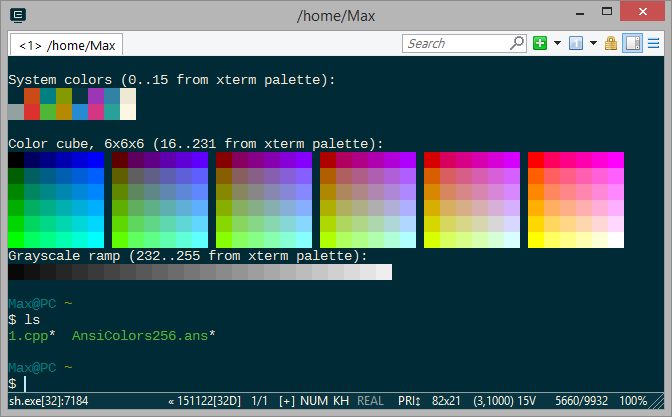 /home/Max
<1> /home/Max
Search
System colors (0..15 from xterm palette):
Color cube, 6x6x6 (16..231 from xterm palette):
Grayscale ramp (232..255 from xterm palette):
Max@PC ~
$ ls
1.cpp*  AnsiColors256.ans*
Max@PC ~
$
sh.exe[32]:7184 « 151122[32D] 1/1 [+] NUM KH REAL PRI↕ 82x21 (3,1000) 15V 5660/9932 100%